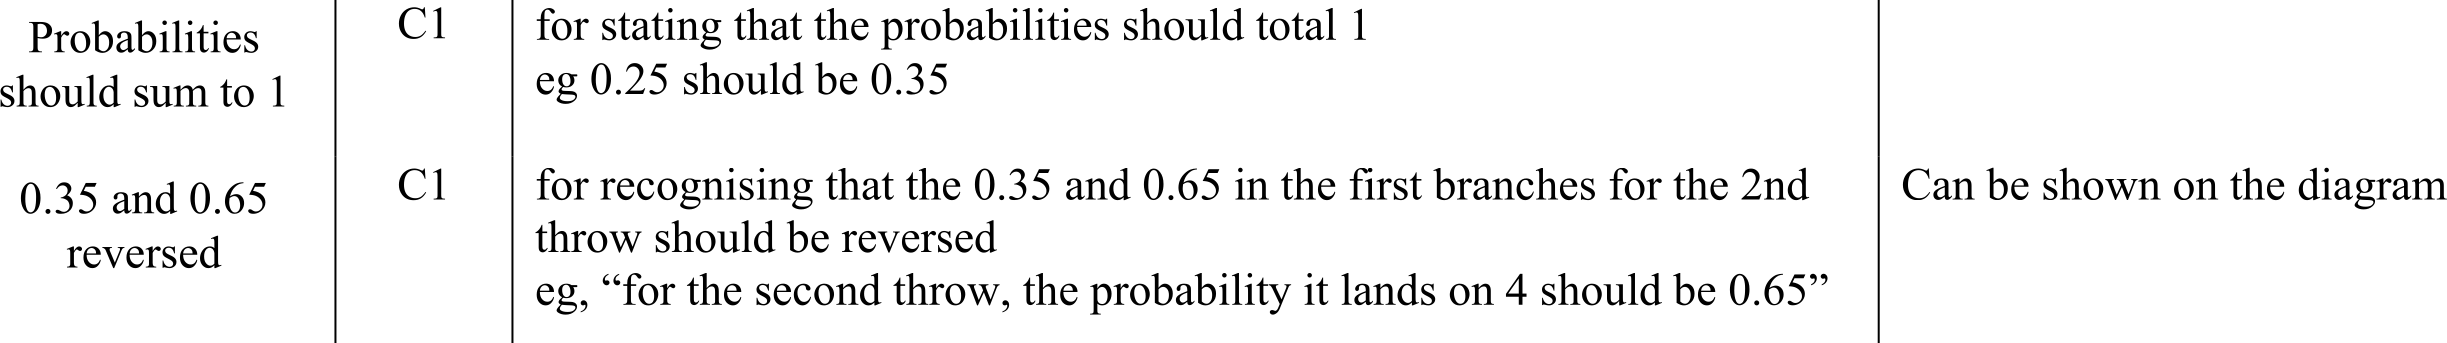 Probabilities
should sum to 1
C1
for stating that the probabilities should total 1
eg 0.25 should be 0.35
0.35 and 0.65
reversed
C1
for recognising that the 0.35 and 0.65 in the first branches for the 2nd
throw should be reversed
eg, “for the second throw, the probability it lands on 4 should be 0.65”
Can be shown on the diagram